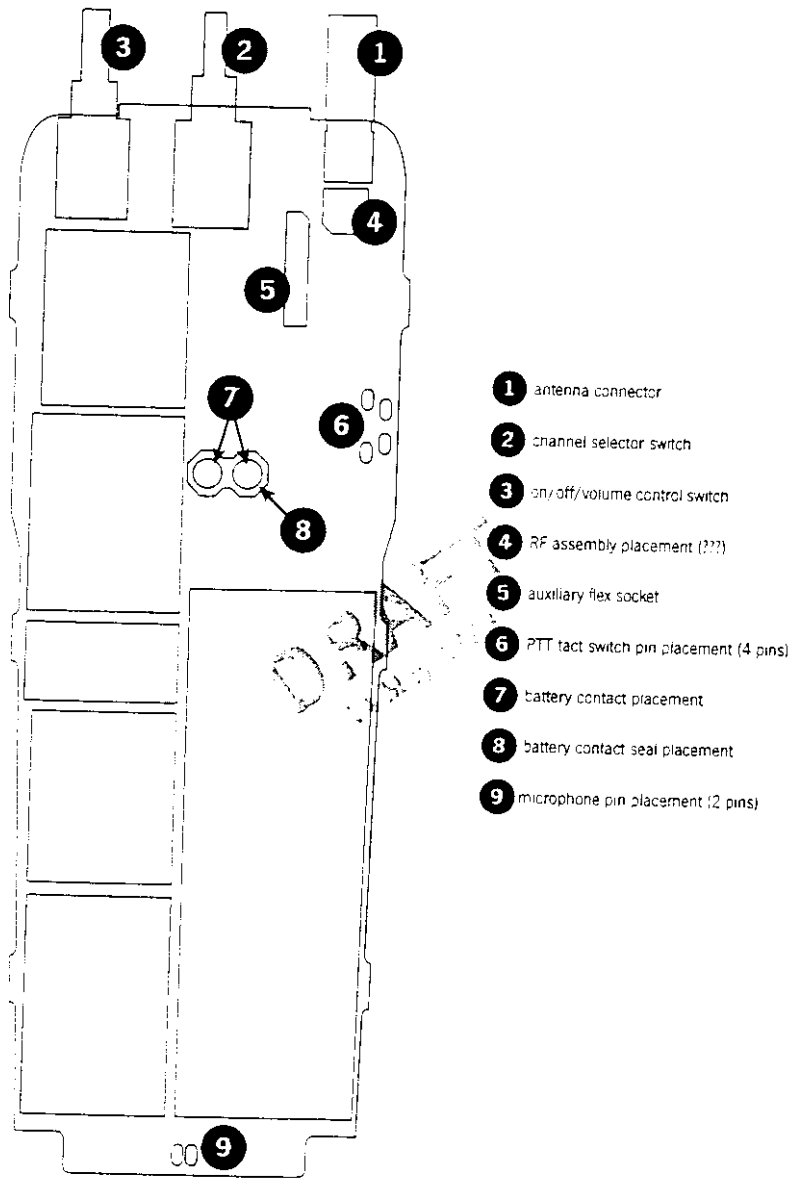 3
2
1
4
5
7
6
8
9
1 antenna connector
2 channel selector switch
3 on/off/volume control switch
4 RF assembly placement (???)
5 auxiliary flex socket
6 PTT tact switch pin placement (4 pins)
7 battery contact placement
8 battery contact seal placement
9 microphone pin placement (2 pins)